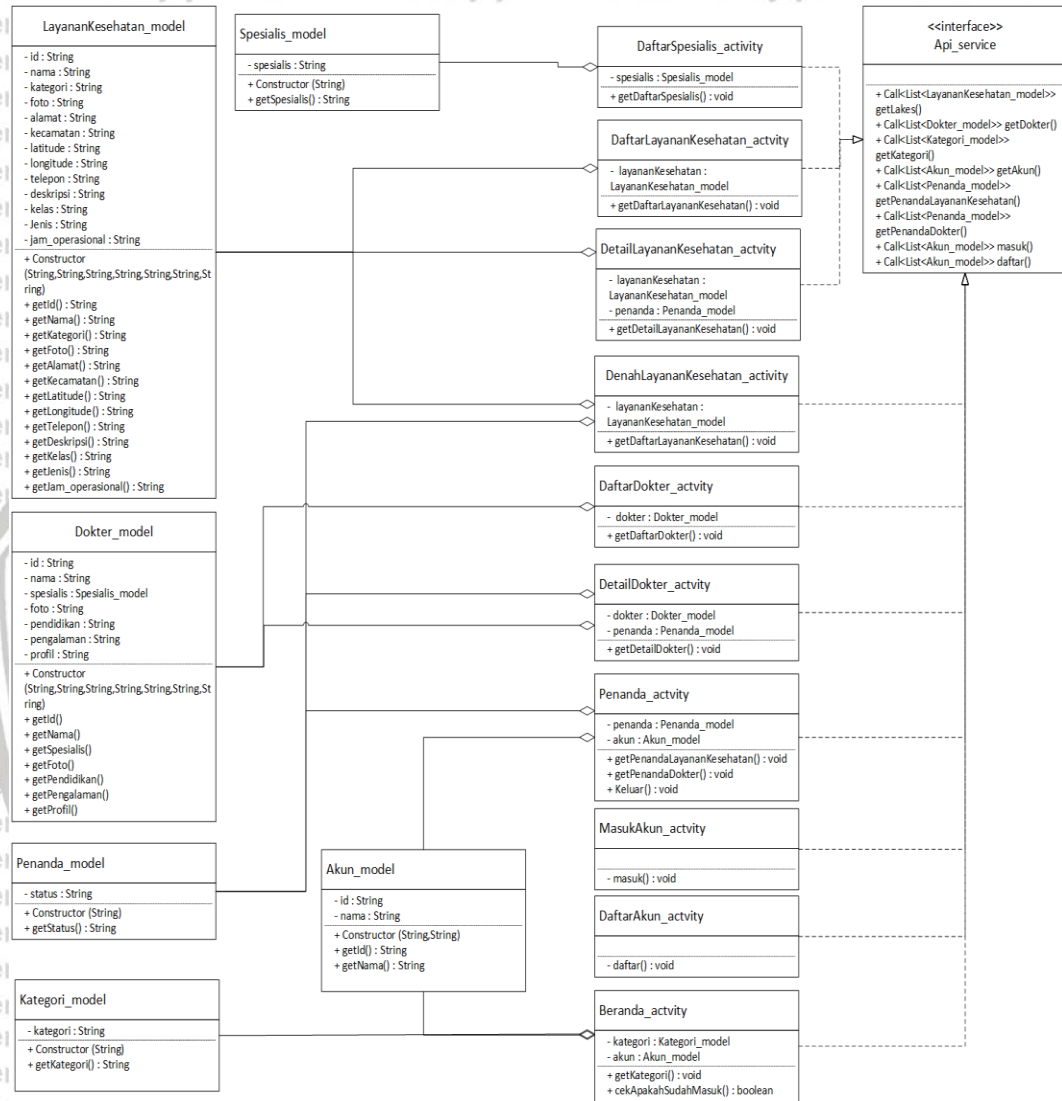 LayananKesehatan_model
- id : String
- nama : String
- kategori : String
- foto : String
- alamat : String
- kecamatan : String
- latitude : String
- longitude : String
- telepon : String
- deskripsi : String
- kelas : String
- Jenis : String
- jam_operasional : String
+ Constructor
(String,String,String,String,String,String,St
ring)
+ getId() : String
+ getNama() : String
+ getKategori() : String
+ getFoto() : String
+ getAlamat() : String
+ getKecamatan() : String
+ getLatitude() : String
+ getLongitude() : String
+ getTelepon() : String
+ getDeskripsi() : String
+ getKelas() : String
+ getJenis() : String
+ getJam_operasional() : String
Dokter_model
- id : String
- nama : String
- spesialis : Spesialis_model
- foto : String
- pendidikan : String
- pengalaman : String
- profil : String
+ Constructor
(String,String,String,String,String,String,St
ring)
+ getId()
+ getNama()
+ getSpesialis()
+ getFoto()
+ getPendidikan()
+ getPengalaman()
+ getProfil()
Penanda_model
- status : String
+ Constructor (String)
+ getStatus() : String
Kategori_model
- kategori : String
+ Constructor (String)
+ getKategori() : String
Spesialis_model
- spesialis : String
+ Constructor (String)
+ getSpesialis() : String
Akun_model
- id : String
- nama : String
+ Constructor (String,String)
+ getId() : String
+ getNama() : String
DaftarSpesialis_activity
- spesialis : Spesialis_model
+ getDaftarSpesialis() : void
DaftarLayananKesehatan_actvity
- layananKesehatan :
LayananKesehatan_model
+ getDaftarLayananKesehatan() : void
DetailLayananKesehatan_activity
- layananKesehatan :
LayananKesehatan_model
- penanda : Penanda_model
+ getDetailLayananKesehatan() : void
DenahLayananKesehatan_activity
- layananKesehatan :
LayananKesehatan_model
+ getDaftarLayananKesehatan() : void
DaftarDokter_actvity
- dokter : Dokter_model
+ getDaftarDokter() : void
DetailDokter_actvity
- dokter : Dokter_model
- penanda : Penanda_model
+ getDetailDokter() : void
Penanda_actvity
- penanda : Penanda_model
- akun : Akun_model
+ getPenandaLayananKesehatan() : void
+ getPenandaDokter() : void
+ Keluar() : void
MasukAkun_actvity
- masuk() : void
DaftarAkun_actvity
- daftar() : void
Beranda_actvity
- kategori : Kategori_model
- akun : Akun_model
+ getKategori() : void
+ cekApakahSudahMasuk() : boolean
<<interface>>
Api_service
+ Call<List<LayananKesehatan_model>>
getLakes()
+ Call<List<Dokter_model>> getDokter()
+ Call<List<Kategori_model>>
getKategori()
+ Call<List<Akun_model>> getAkun()
+ Call<List<Penanda_model>>
getPenandaLayananKesehatan()
+ Call<List<Penanda_model>>
getPenandaDokter()
+ Call<List<Akun_model>> masuk()
+ Call<List<Akun_model>> daftar()